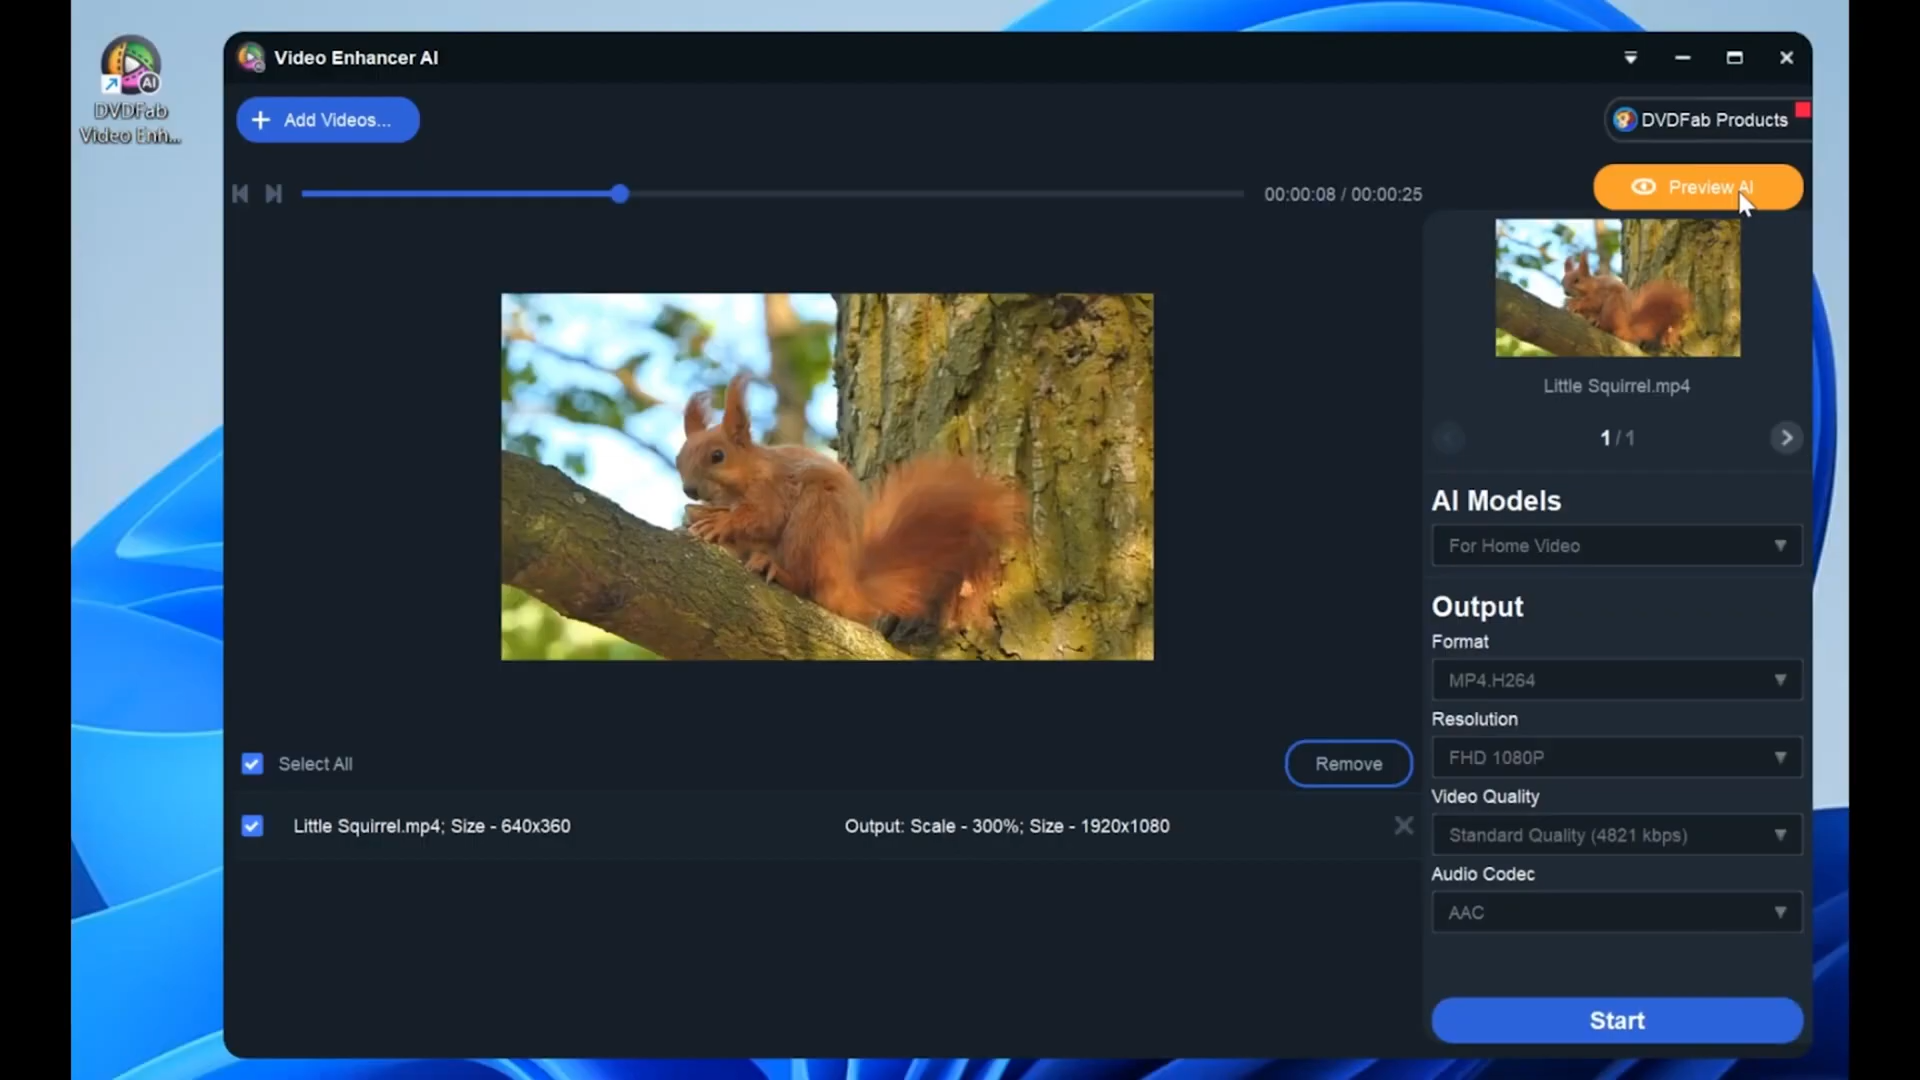 DVDFab
Video Enh...
Video Enhancer AI
Add Videos...
DVDFab Products
00:00:08 / 00:00:25
Preview AI
Little Squirrel.mp4
1 / 1
AI Models
For Home Video
Output
Format
MP4.H264
Resolution
FHD 1080P
Video Quality
Standard Quality (4821 kbps)
Audio Codec
AAC
Select All
Remove
Little Squirrel.mp4; Size - 640x360
Output: Scale - 300%; Size - 1920x1080
Start